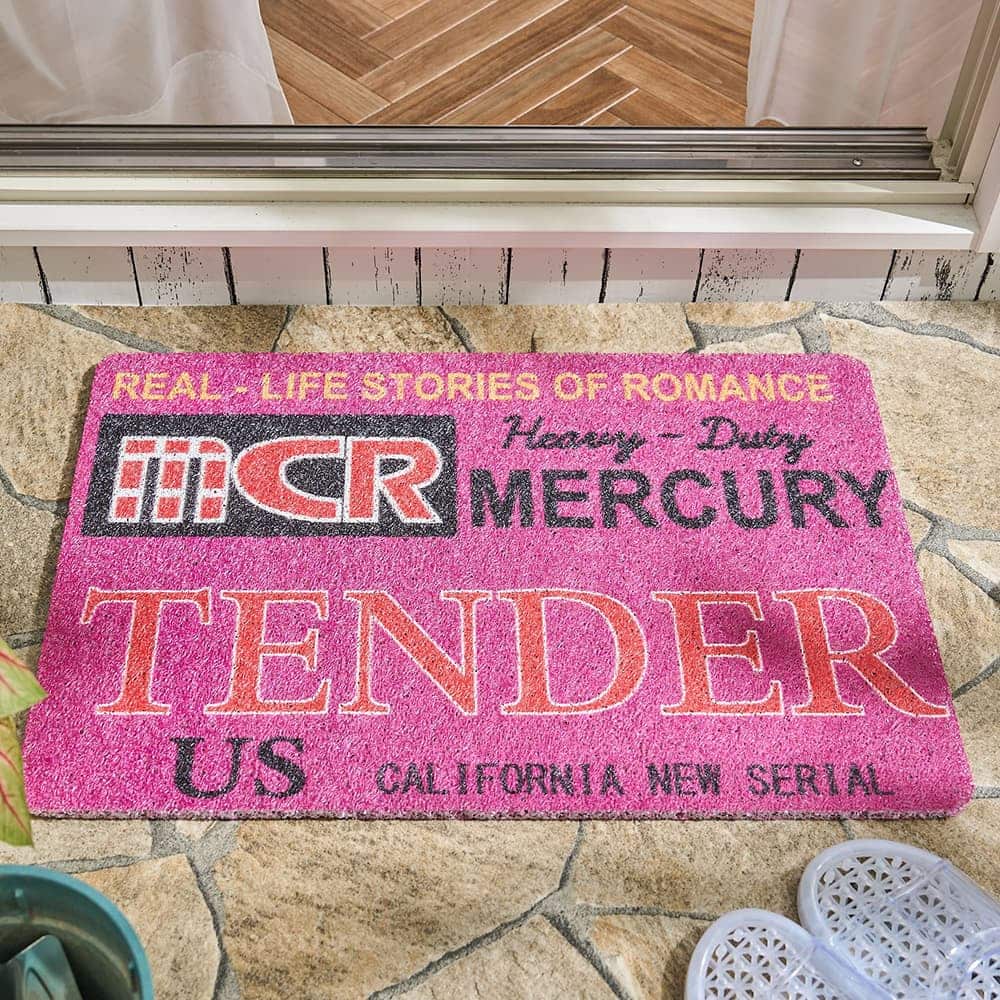 REAL - LIFE STORIES OF ROMANCE
MCR
Heavy - Duty
MERCURY
TENDER
US
CALIFORNIA NEW SERIAL